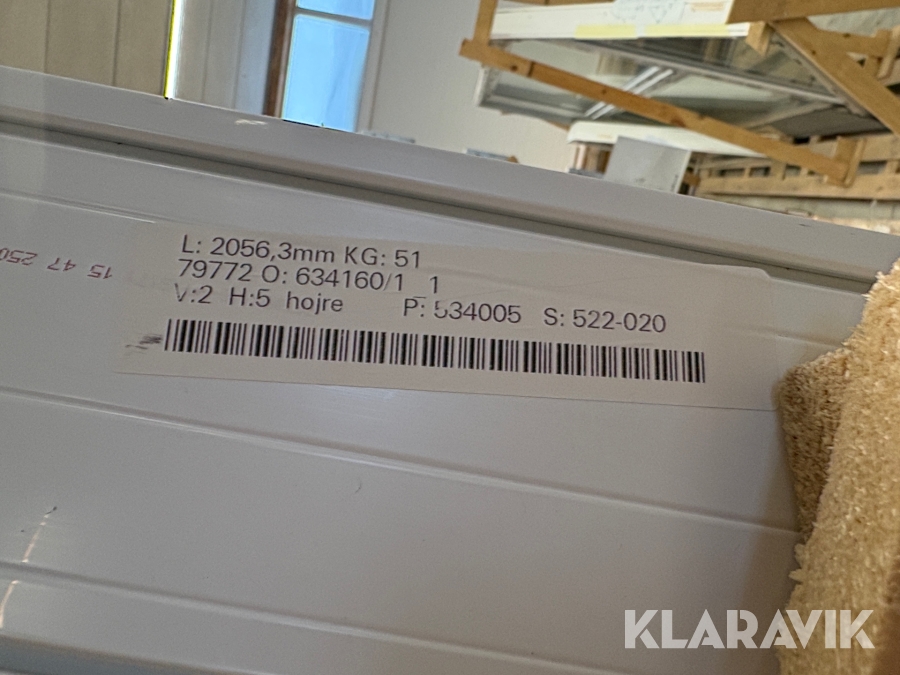 L: 2056,3mm KG: 51
79772 O: 634160/1_1
V:2 H:5 hojre P: 534005 S: 522-020
15 47 250
KLARAVIK